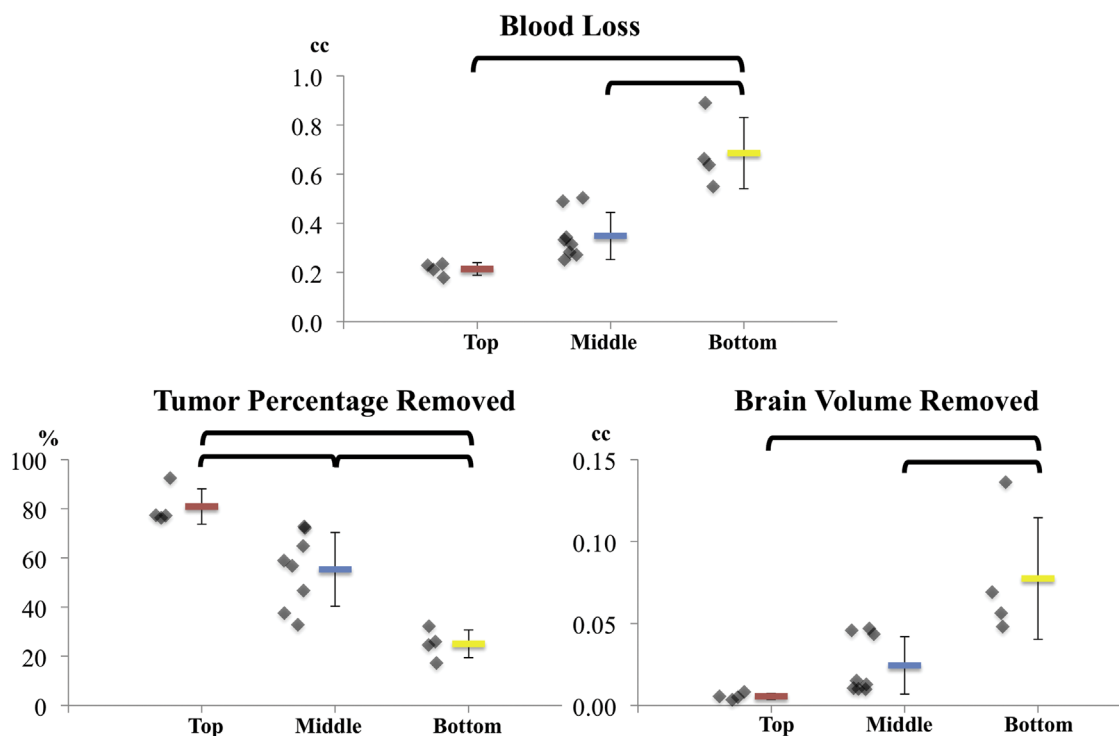 Blood Loss
cc
1.0
0.8
0.6
0.4
0.2
0.0
Top Middle Bottom
Tumor Percentage Removed
%
100
80
60
40
20
0
Top Middle Bottom
Brain Volume Removed
cc
0.15
0.10
0.05
0.00
Top Middle Bottom